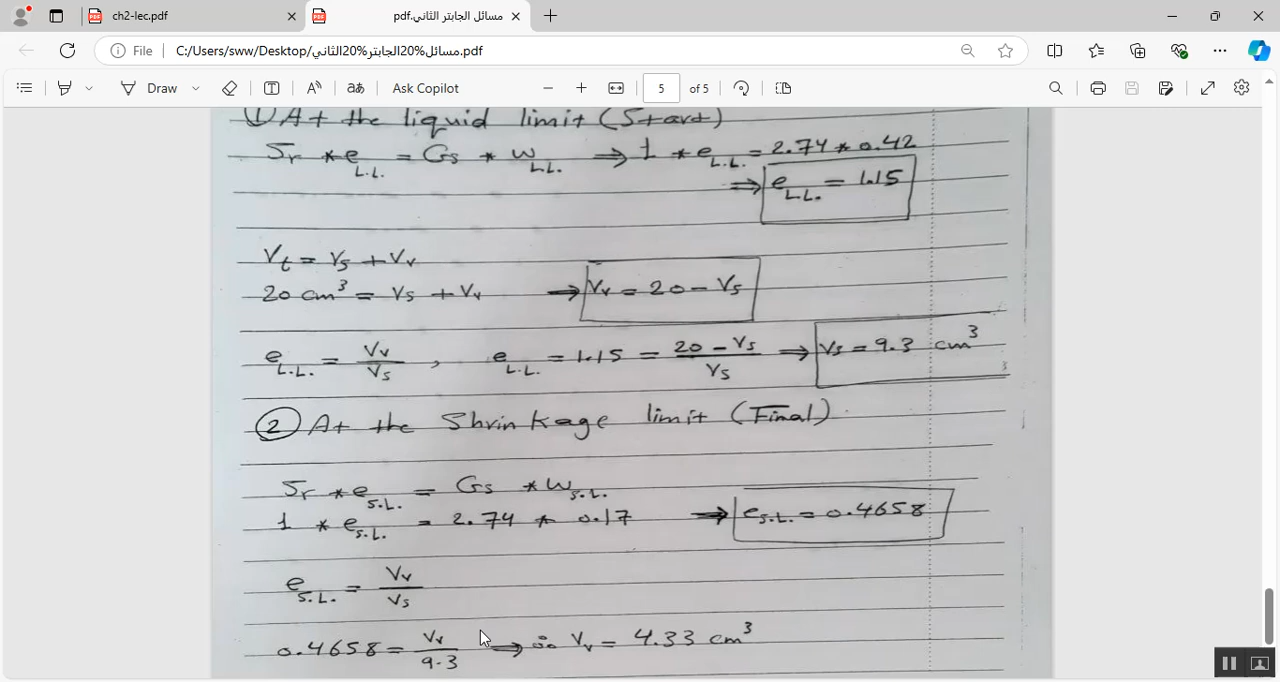 ch2-lec.pdf
مسائل الجابتر الثاني.pdf
File C:/Users/sww/Desktop/مسائل%20الجابتر%20الثاني.pdf
Draw Ask Copilot 5 of 5
① At the liquid limit (Start)
Sr * e L.L. = Gs * w L.L. ⇒ 1 * e L.L. = 2.74 * 0.42
⇒ e L.L. = 1.15
Vt = Vs + Vv
20 cm³ = Vs + Vv → Vv = 20 - Vs
e L.L. = Vv/Vs , e L.L. = 1.15 = 20 - Vs/Vs ⇒ Vs = 9.3 cm³
② At the Shrinkage limit (Final)
Sr * e S.L. = Gs * w S.L.
1 * e S.L. = 2.74 * 0.17 ⇒ e S.L. = 0.4658
e S.L. = Vv/Vs
0.4658 = Vv/9.3 ⇒ ∴ Vv = 4.33 cm³